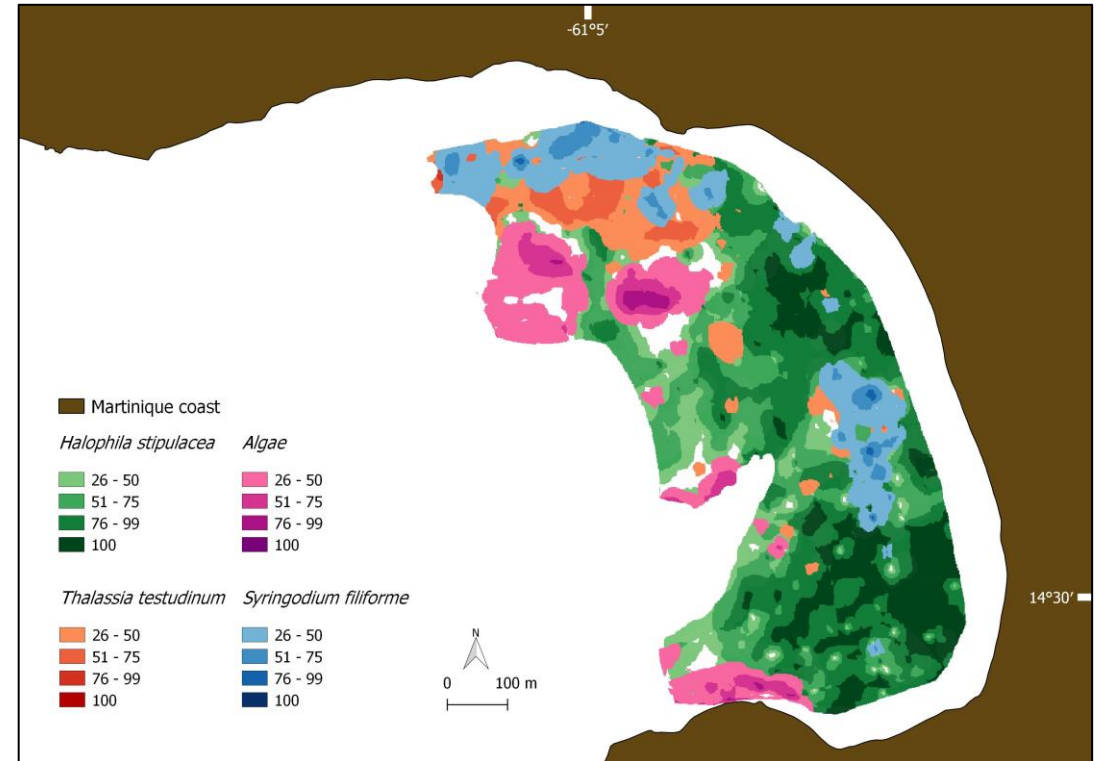 -61°5′
Martinique coast
Halophila stipulacea
26 - 50
51 - 75
76 - 99
100
Algae
26 - 50
51 - 75
76 - 99
100
Thalassia testudinum
26 - 50
51 - 75
76 - 99
100
Syringodium filiforme
26 - 50
51 - 75
76 - 99
100
N
0 100 m
14°30′